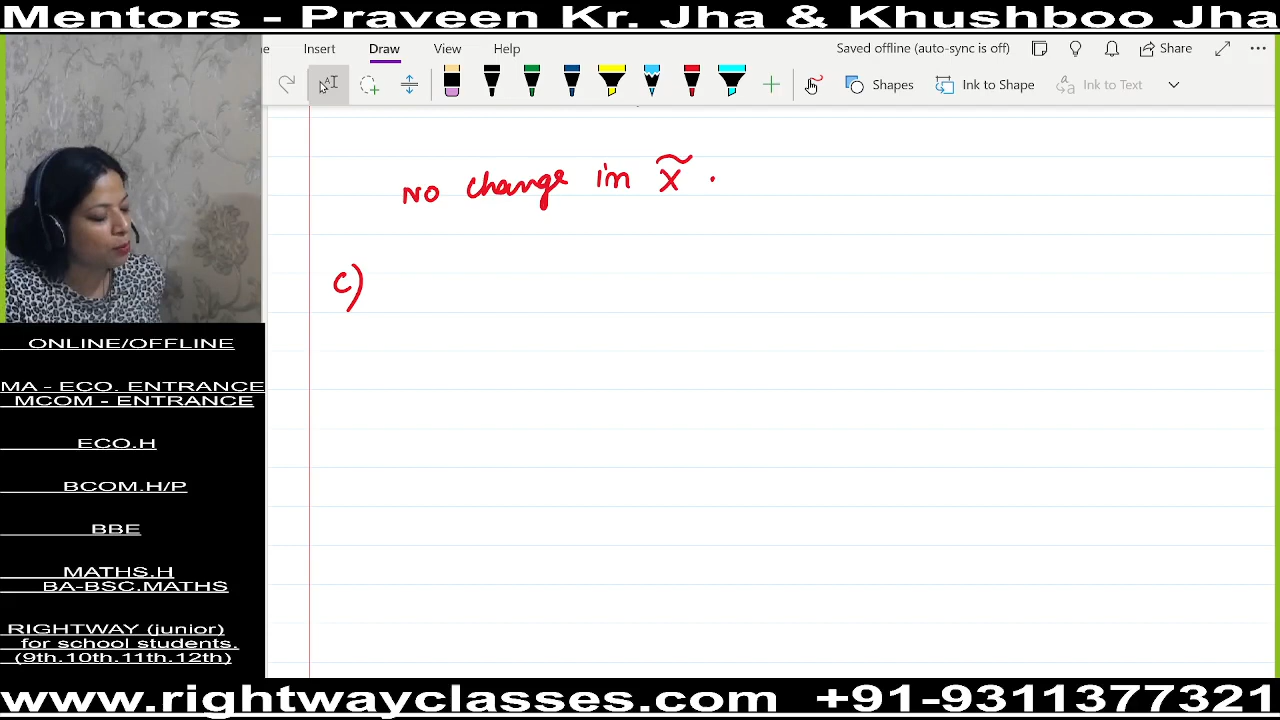 Mentors - Praveen Kr. Jha & Khushboo Jha
Insert Draw View Help Saved offline (auto-sync is off) Share
Shapes Ink to Shape Ink to Text
No change in x̃ .
c)
ONLINE/OFFLINE
MA - ECO. ENTRANCE
MCOM - ENTRANCE
ECO.H
BCOM.H/P
BBE
MATHS.H
BA-BSC.MATHS
RIGHTWAY (junior)
for school students.
(9th.10th.11th.12th)
www.rightwayclasses.com +91-9311377321